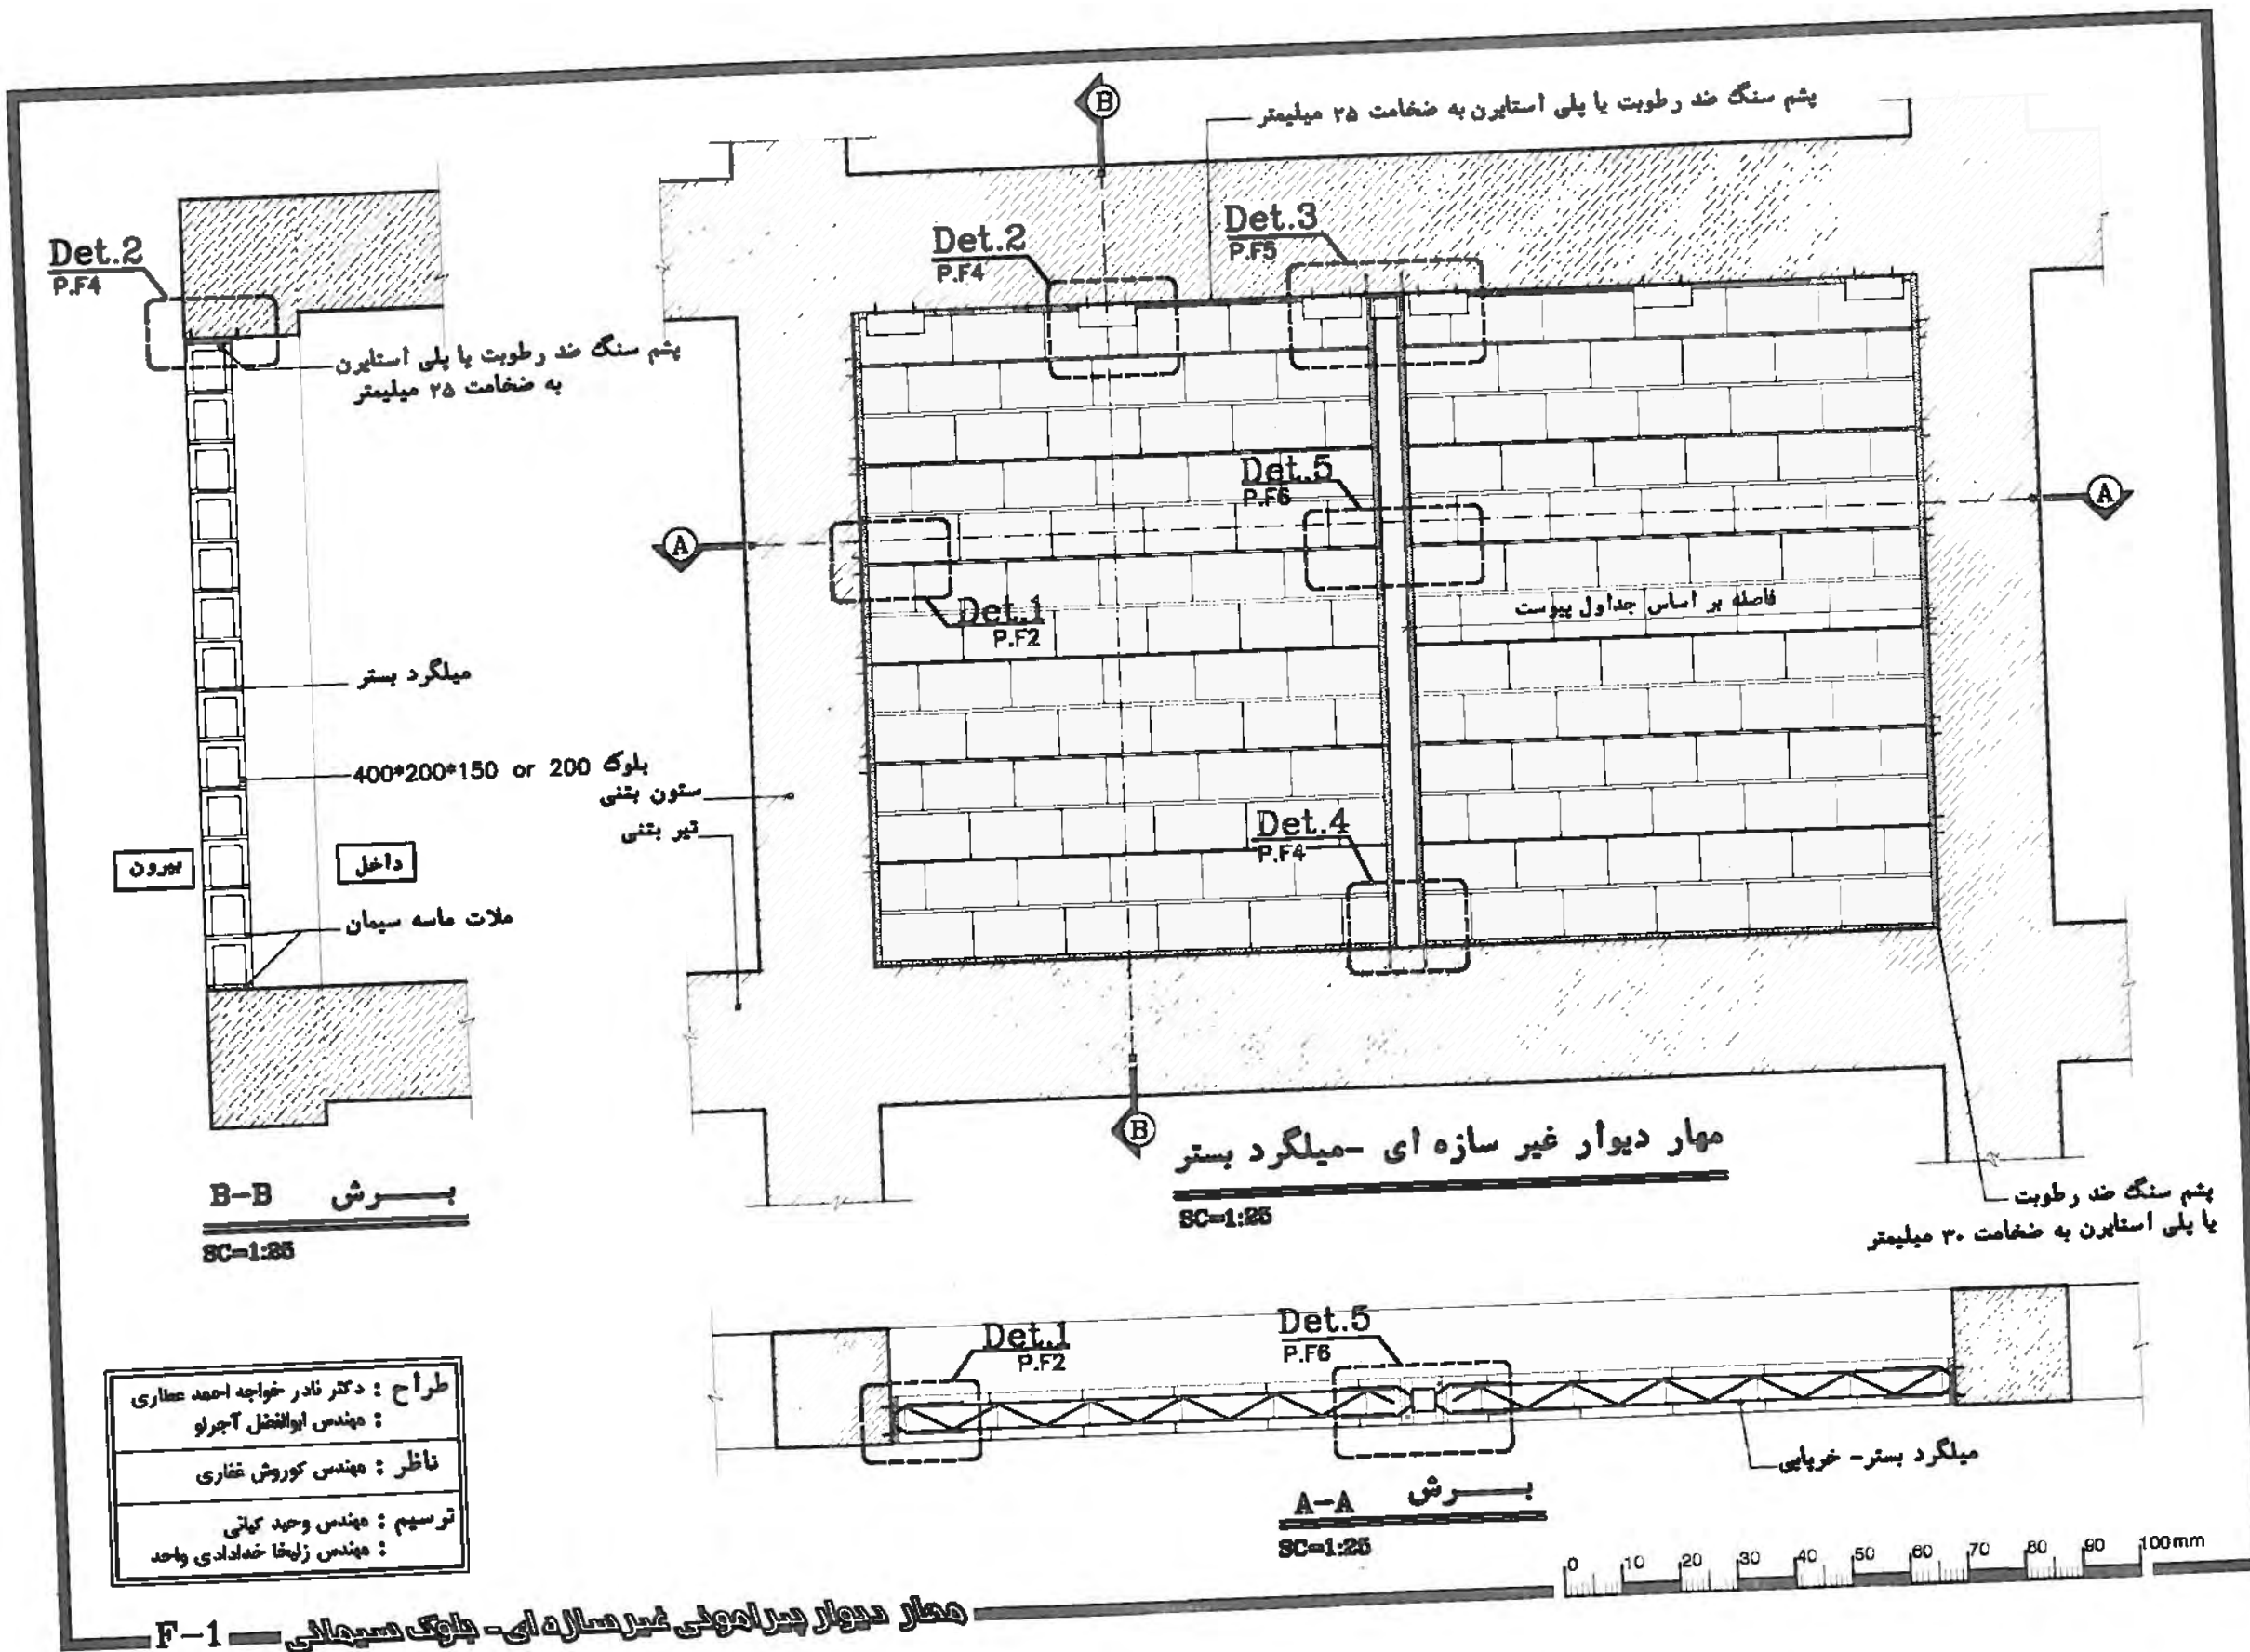 B
پشم سنگ ضد رطوبت یا پلی استایرن به ضخامت ۲۵ میلیمتر
Det.2
P.F4
Det.2
P.F4
Det.3
P.F5
پشم سنگ ضد رطوبت یا پلی استایرن
به ضخامت ۲۵ میلیمتر
Det.5
P.F6
A
A
Det.1
P.F2
فاصله بر اساس جداول پیوست
میلگرد بستر
بلوک 400*200*150 or 200
ستون بتنی
تیر بتنی
Det.4
P.F4
بیرون
داخل
ملات ماسه سیمان
B
مهار دیوار غیر سازه ای -میلگرد بستر
SC=1:25
برش B-B
SC=1:25
پشم سنگ ضد رطوبت
یا پلی استایرن به ضخامت ۳۰ میلیمتر
Det.1
P.F2
Det.5
P.F6
میلگرد بستر- خرپایی
برش A-A
SC=1:25
طراح : دکتر نادر خواجه احمد عطاری
: مهندس ابوالفضل آجرلو
ناظر : مهندس کوروش غفاری
ترسیم : مهندس وحید کیانی
: مهندس زلیخا خدادادی واحد
0 10 20 30 40 50 60 70 80 90 100mm
F-1 مهار دیوار پیرامونی غیرسازه ای- بلوک سیمانی